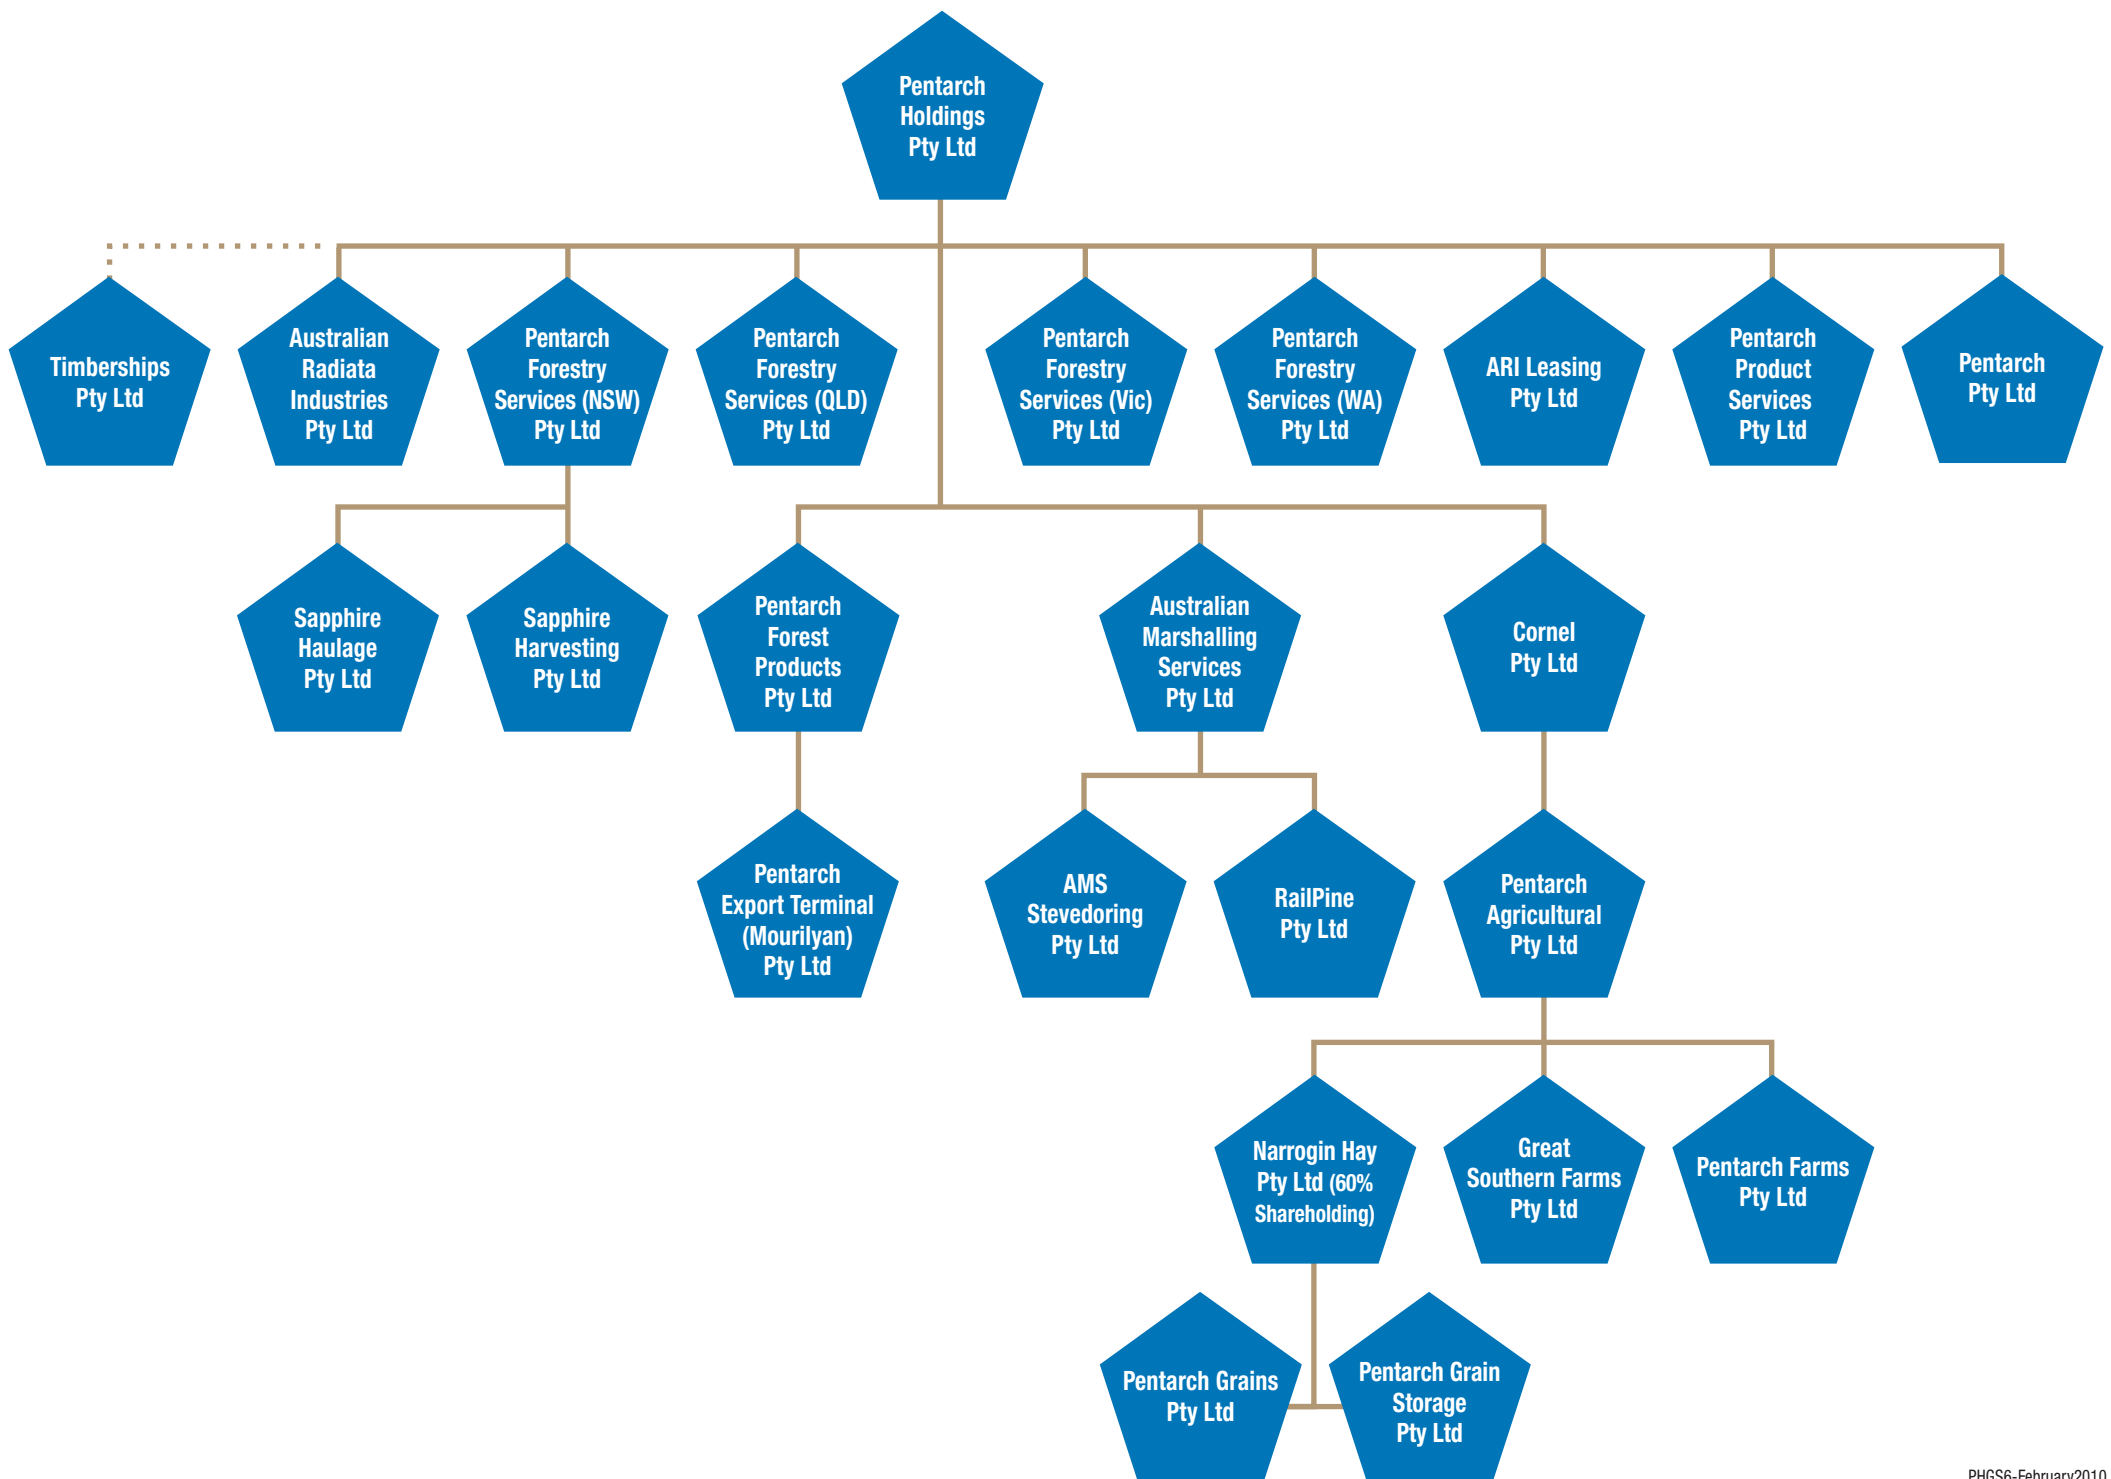 Pentarch
Holdings
Pty Ltd
Timberships
Pty Ltd
Australian
Radiata
Industries
Pty Ltd
Pentarch
Forestry
Services (NSW)
Pty Ltd
Pentarch
Forestry
Services (QLD)
Pty Ltd
Pentarch
Forestry
Services (Vic)
Pty Ltd
Pentarch
Forestry
Services (WA)
Pty Ltd
ARI Leasing
Pty Ltd
Pentarch
Product
Services
Pty Ltd
Pentarch
Pty Ltd
Sapphire
Haulage
Pty Ltd
Sapphire
Harvesting
Pty Ltd
Pentarch
Forest
Products
Pty Ltd
Australian
Marshalling
Services
Pty Ltd
Cornel
Pty Ltd
Pentarch
Export Terminal
(Mourilyan)
Pty Ltd
AMS
Stevedoring
Pty Ltd
RailPine
Pty Ltd
Pentarch
Agricultural
Pty Ltd
Narrogin Hay
Pty Ltd (60%
Shareholding)
Great
Southern Farms
Pty Ltd
Pentarch Farms
Pty Ltd
Pentarch Grains
Pty Ltd
Pentarch Grain
Storage
Pty Ltd
PHGS6-February2010